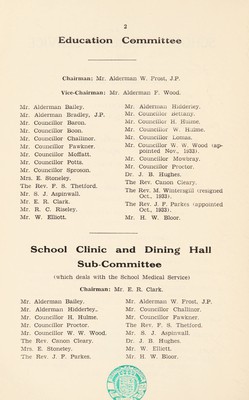 2
Education Committee
Chairman: Mr. Alderman W. Frost, J.P.
Vice-Chairman: Mr. Alderman F. Wood.
Mr. Alderman Bailey.
Mr. Alderman Bradley, J.P.
Mr. Councillor Baron.
Mr. Councillor Boon.
Mr. Councillor Challinor.
Mr. Councillor Fawkner.
Mr. Councillor Moffatt.
Mr. Councillor Potts.
Mr. Councillor Sproson.
Mrs. E. Stoneley.
The Rev. F. S. Thetford.
Mr. S. J. Aspinwall.
Mr. E. R. Clark.
Mr. R. C. Riseley.
Mr. W. Elliott.
Mr. Alderman Hidderley.
Mr. Councillor Bethany.
Mr. Councillor H. Hulme.
Mr. Councillor W. Hulme.
Mr. Councillor Lomas.
Mr. Councillor W. W. Wood (ap-
pointed Nov., 1933).
Mr. Councillor Mowbray.
Mr. Councillor Proctor.
Dr. J. B. Hughes.
The Rev. Canon Cleary.
The Rev. M. Winterngill (resigned
Oct., 1933).
The Rev. J. F. Parkes (appointed
Oct., 1933).
Mr. H. W. Bloor.
School Clinic and Dining Hall
Sub-Committee
(which deals with the School Medical Service)
Chairman: Mr. E. R. Clark.
Mr. Alderman Bailey.
Mr. Alderman Hidderley,
Mr. Councillor H. Hulme.
Mr. Councillor Proctor.
Mr. Councillor W. W. Wood.
The Rev. Canon Cleary.
Mrs. E. Stoneley.
The Rev. J. F. Parkes.
Mr. Alderman W. Frost, J.P.
Mr. Councillor Challinor.
Mr. Councillor Fawkner.
The Rev. F. S. Thetford.
Mr. S. J. Aspinwall.
Dr. J. B. Hughes.
Mr. W. Elliott.
Mr. H. W. Bloor.